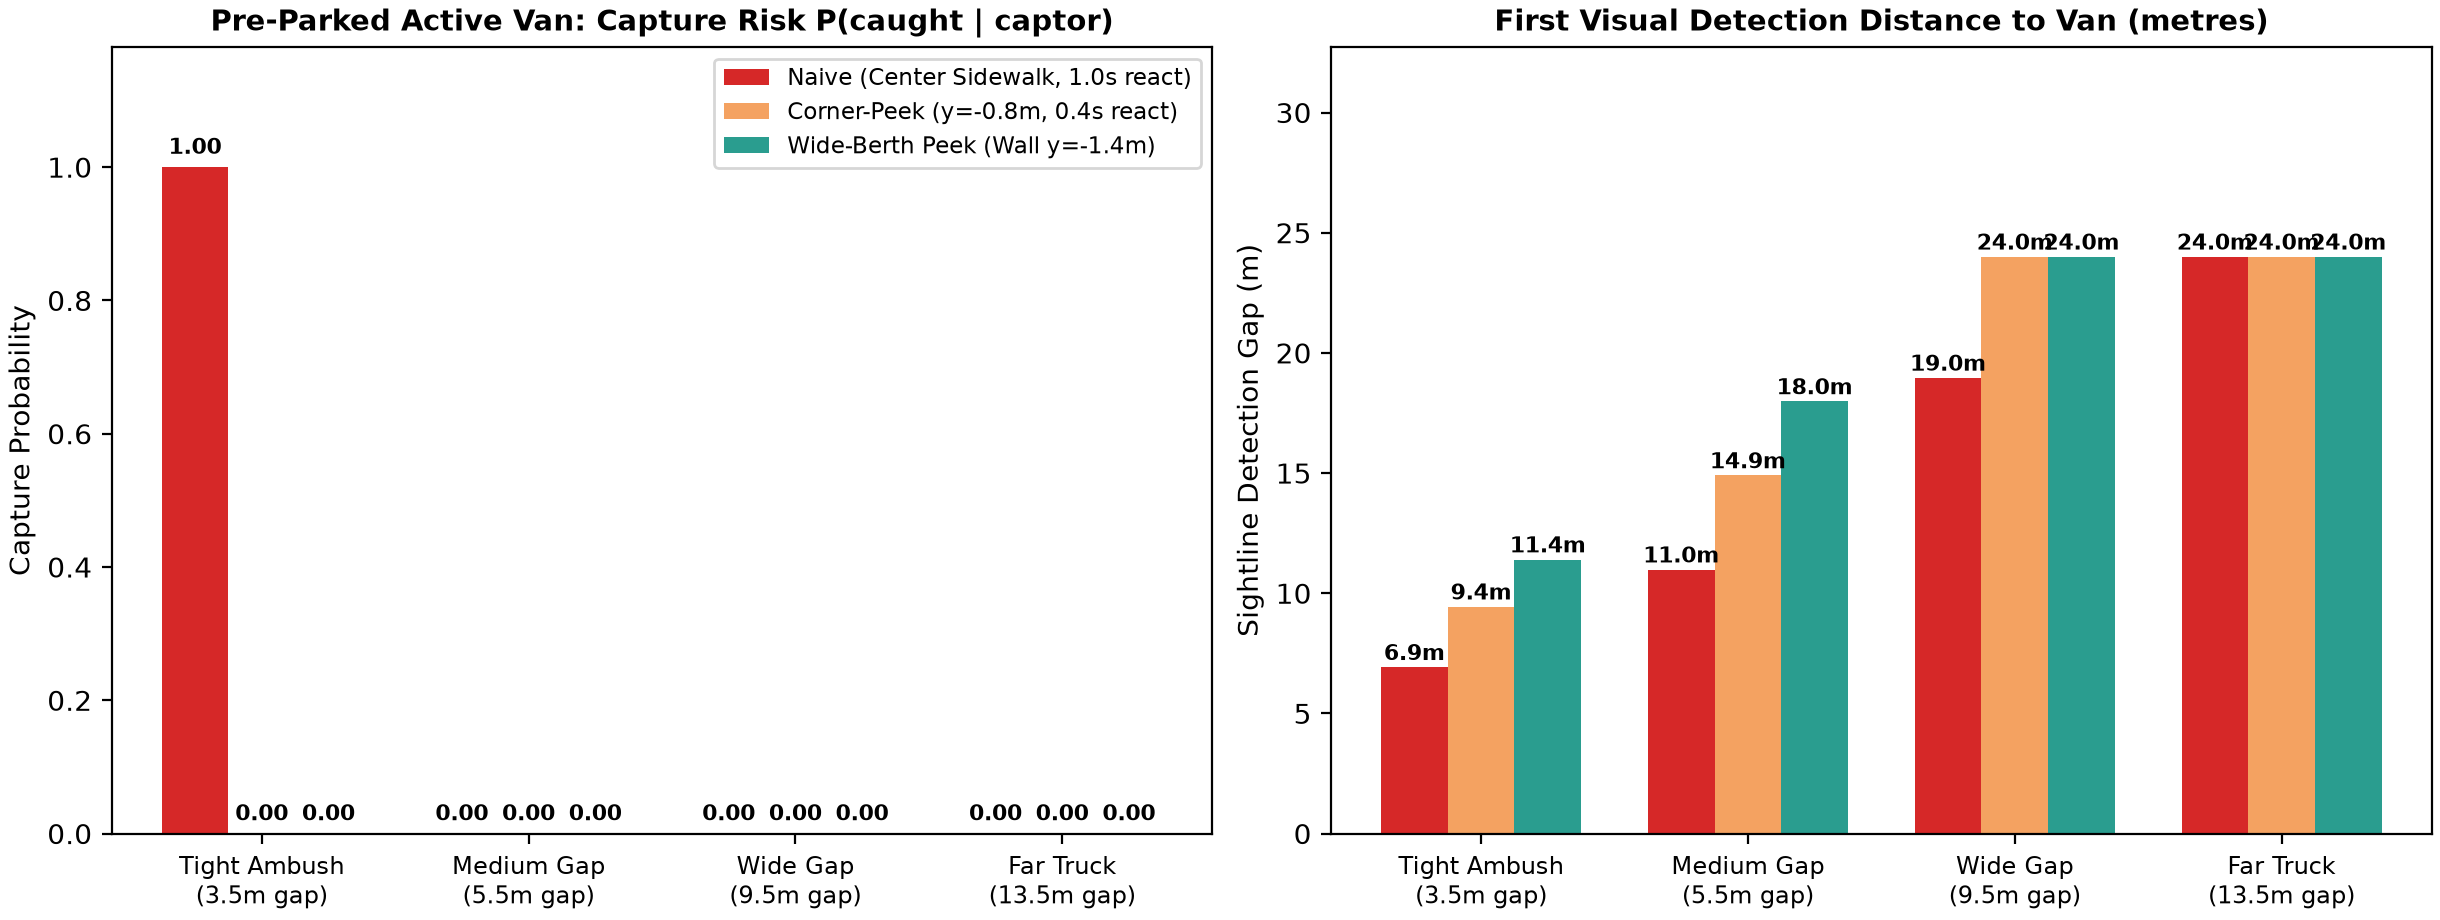 Pre-Parked Active Van: Capture Risk P(caught | captor)
Capture Probability
1.0
0.8
0.6
0.4
0.2
0.0
Naive (Center Sidewalk, 1.0s react)
Corner-Peek (y=-0.8m, 0.4s react)
Wide-Berth Peek (Wall y=-1.4m)
1.00
0.00 0.00
0.00 0.00 0.00
0.00 0.00 0.00
0.00 0.00 0.00
Tight Ambush
(3.5m gap)
Medium Gap
(5.5m gap)
Wide Gap
(9.5m gap)
Far Truck
(13.5m gap)
First Visual Detection Distance to Van (metres)
Sightline Detection Gap (m)
30
25
20
15
10
5
0
6.9m
9.4m
11.4m
11.0m
14.9m
18.0m
19.0m
24.0m
24.0m
24.0m
24.0m
24.0m
Tight Ambush
(3.5m gap)
Medium Gap
(5.5m gap)
Wide Gap
(9.5m gap)
Far Truck
(13.5m gap)